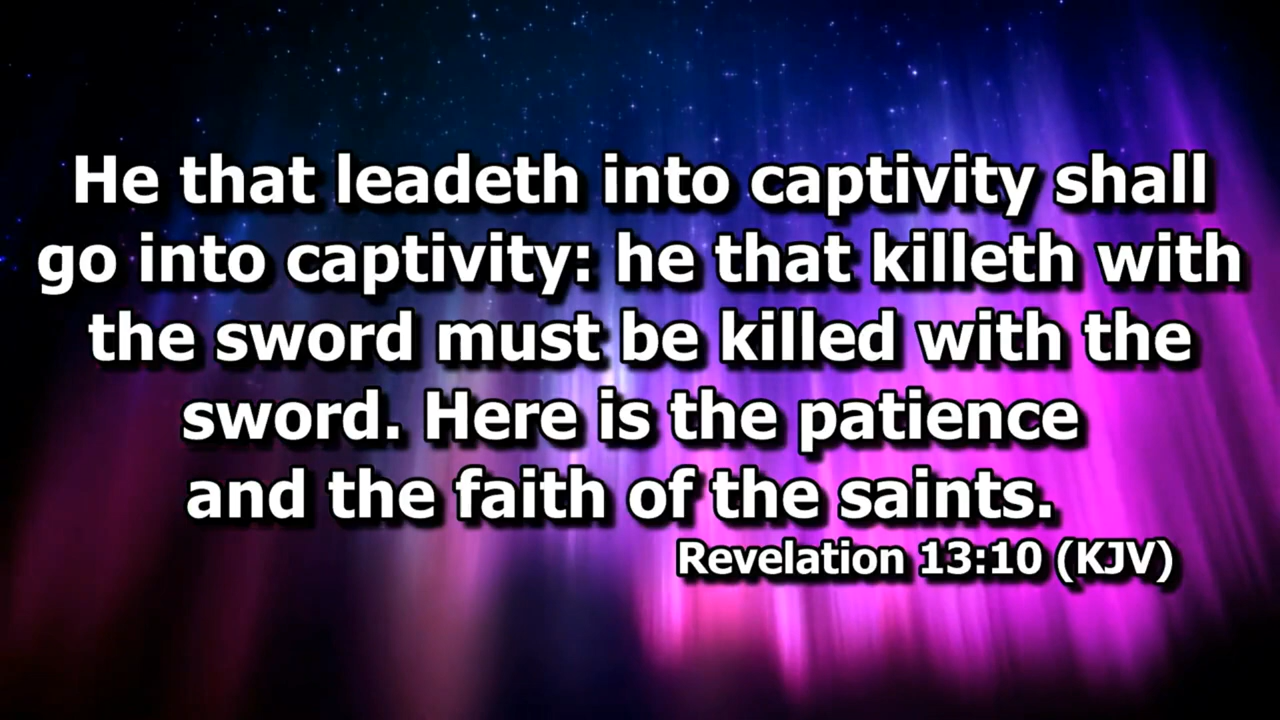 He that leadeth into captivity shall
go into captivity: he that killeth with
the sword must be killed with the
sword. Here is the patience
and the faith of the saints.
Revelation 13:10 (KJV)